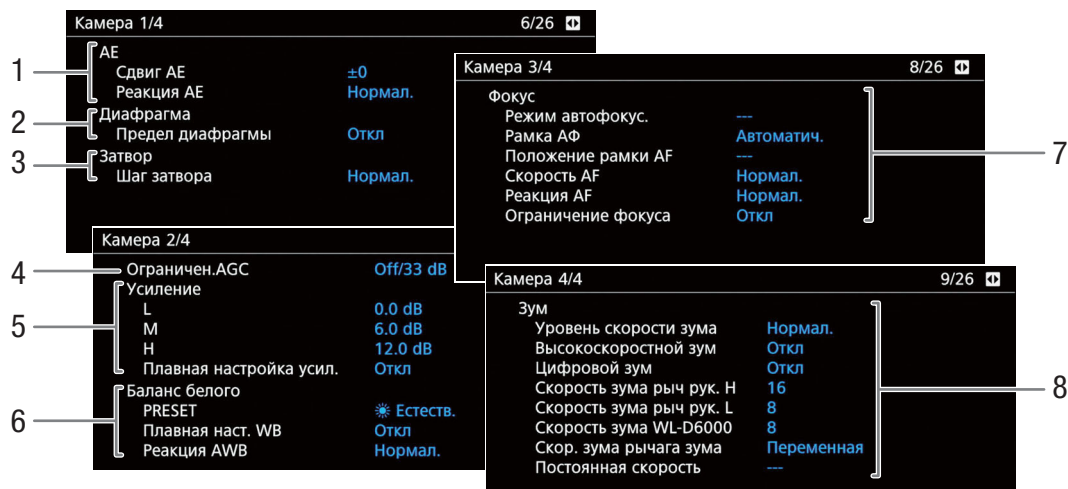 Камера 1/4 6/26
1
AE
Сдвиг AE ±0
Реакция AE Нормал.
2
Диафрагма
Предел диафрагмы Откл
3
Затвор
Шаг затвора Нормал.
Камера 2/4
4
Ограничен.AGC Off/33 dB
5
Усиление
L 0.0 dB
M 6.0 dB
H 12.0 dB
Плавная настройка усил. Откл
6
Баланс белого
PRESET Естеств.
Плавная наст. WB Откл
Реакция AWB Нормал.
Камера 3/4 8/26
7
Фокус
Режим автофокус. ---
Рамка АФ Автоматич.
Положение рамки AF ---
Скорость AF Нормал.
Реакция AF Нормал.
Ограничение фокуса Откл
Камера 4/4 9/26
8
Зум
Уровень скорости зума Нормал.
Высокоскоростной зум Откл
Цифровой зум Откл
Скорость зума рыч рук. H 16
Скорость зума рыч рук. L 8
Скорость зума WL-D6000 8
Скор. зума рычага зума Переменная
Постоянная скорость ---